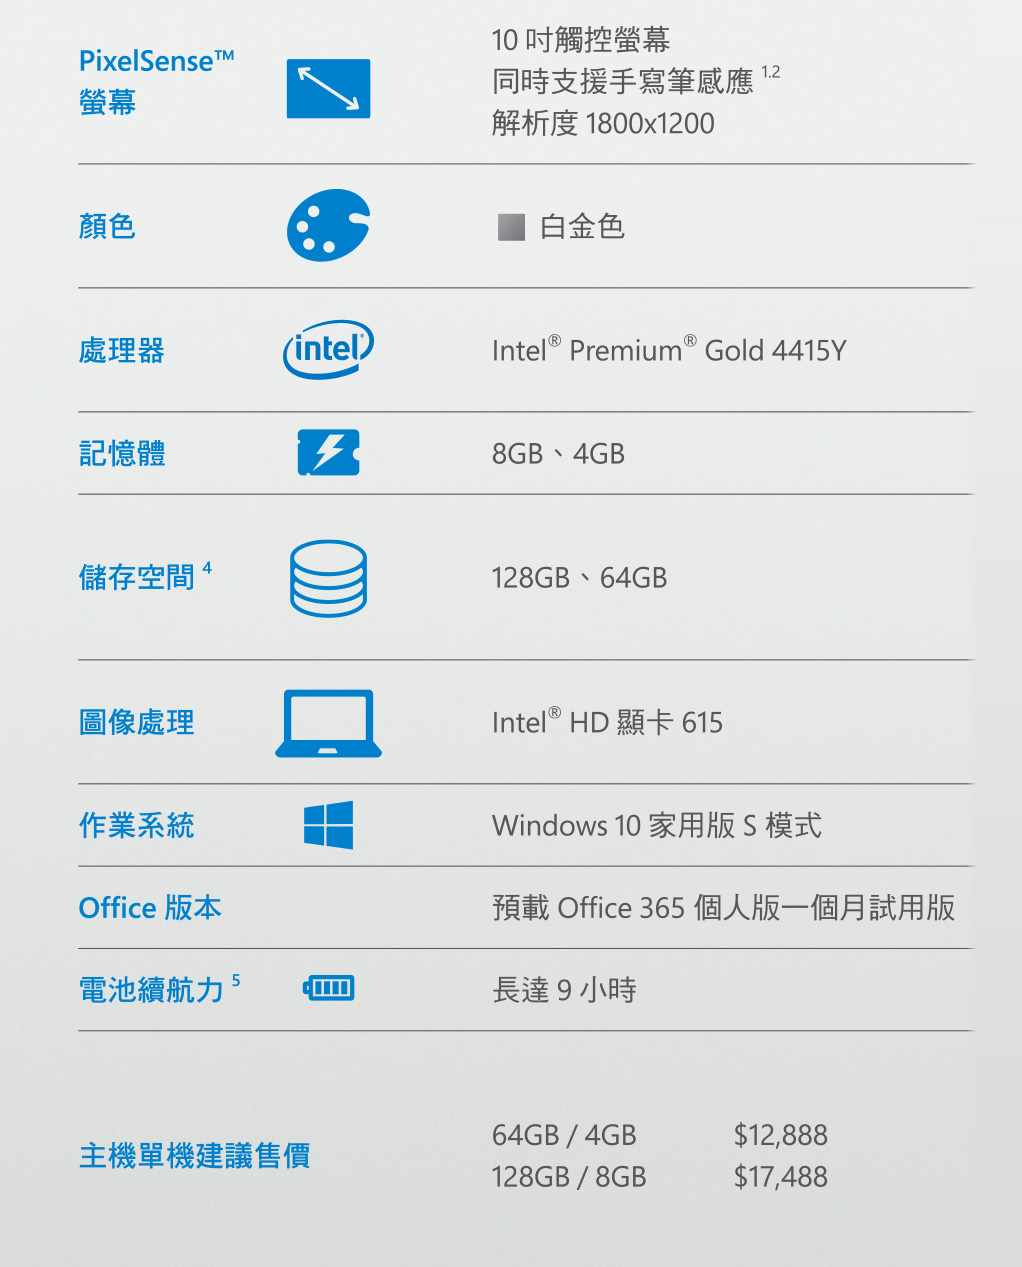 PixelSense™
螢幕
10 吋觸控螢幕
同時支援手寫筆感應 1.2
解析度 1800x1200
顏色
白金色
處理器
intel®
Intel® Premium® Gold 4415Y
記憶體
8GB、4GB
儲存空間 4
128GB、64GB
圖像處理
Intel® HD 顯卡 615
作業系統
Windows 10 家用版 S 模式
Office 版本
預載 Office 365 個人版一個月試用版
電池續航力 5
長達 9 小時
主機單機建議售價
64GB / 4GB $12,888
128GB / 8GB $17,488